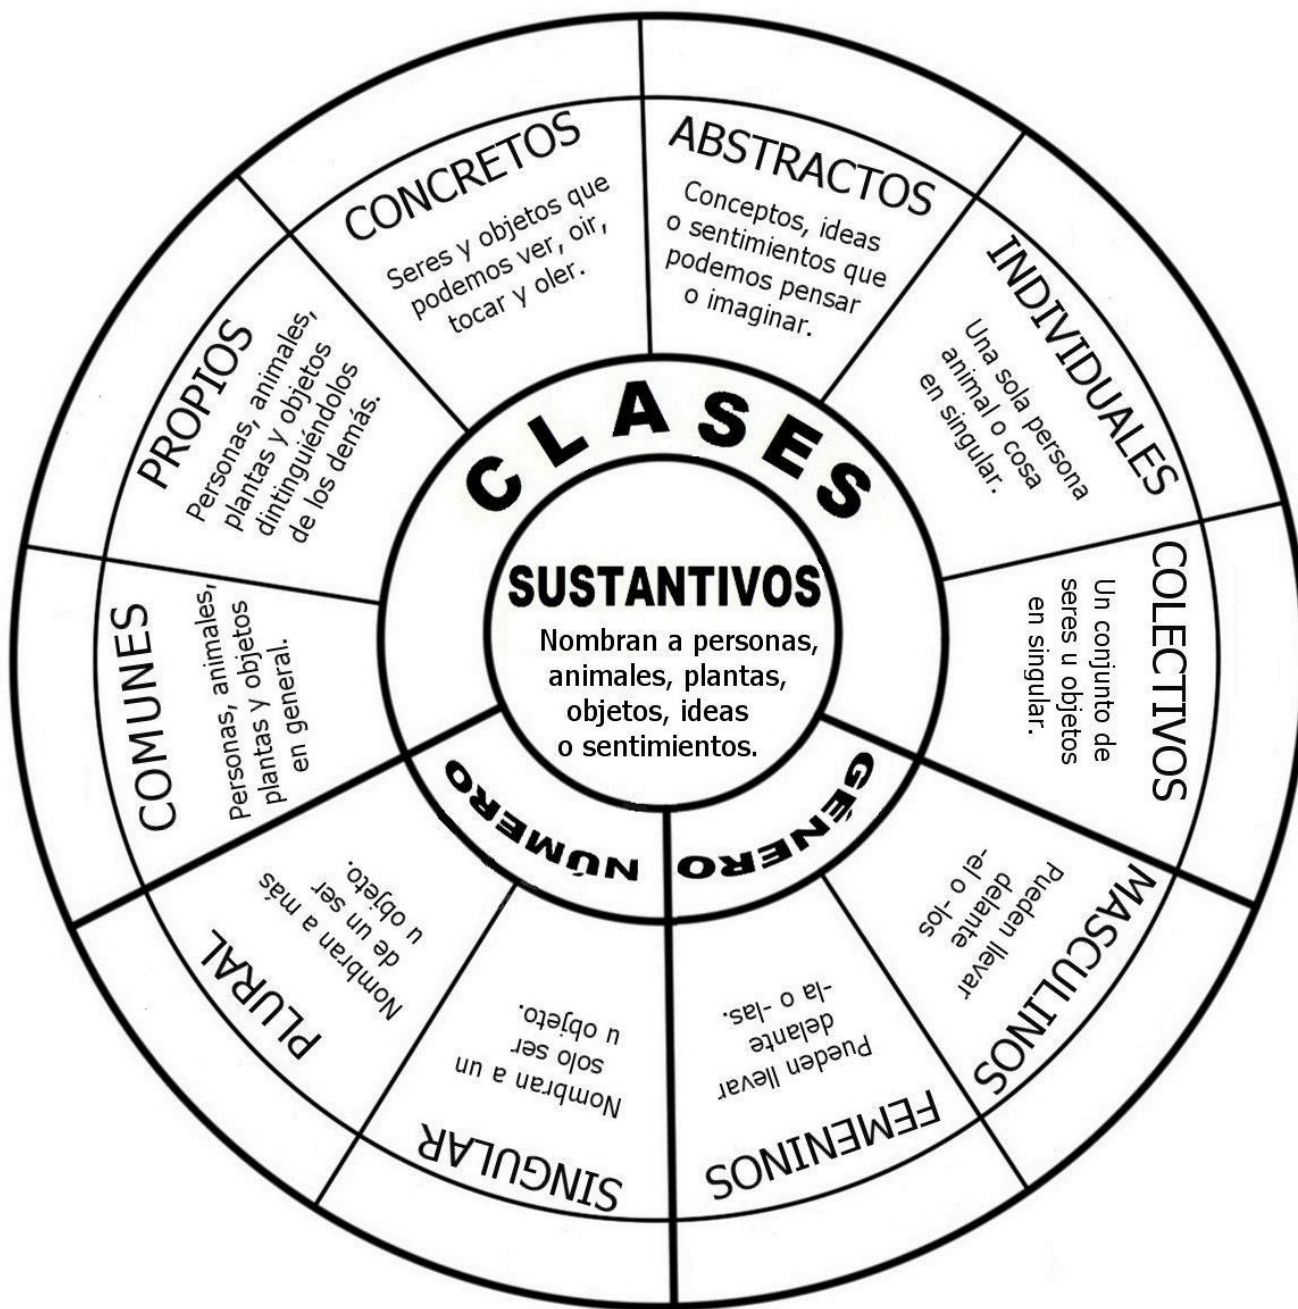 SUSTANTIVOS
Nombran a personas,
animales, plantas,
objetos, ideas
o sentimientos.
CLASES
COMUNES
Personas, animales,
plantas y objetos
en general.
PROPIOS
Personas, animales,
plantas y objetos
dintinguiéndolos
de los demás.
CONCRETOS
Seres y objetos que
podemos ver, oir,
tocar y oler.
ABSTRACTOS
Conceptos, ideas
o sentimientos que
podemos pensar
o imaginar.
INDIVIDUALES
Una sola persona
animal o cosa
en singular.
COLECTIVOS
Un conjunto de
seres u objetos
en singular.
GÉNERO
MASCULINOS
Pueden llevar
delante
-el o -los
FEMENINOS
Pueden llevar
delante
-la o -las.
NÚMERO
SINGULAR
Nombran a un
solo ser
u objeto.
PLURAL
Nombran a más
de un ser
u objeto.